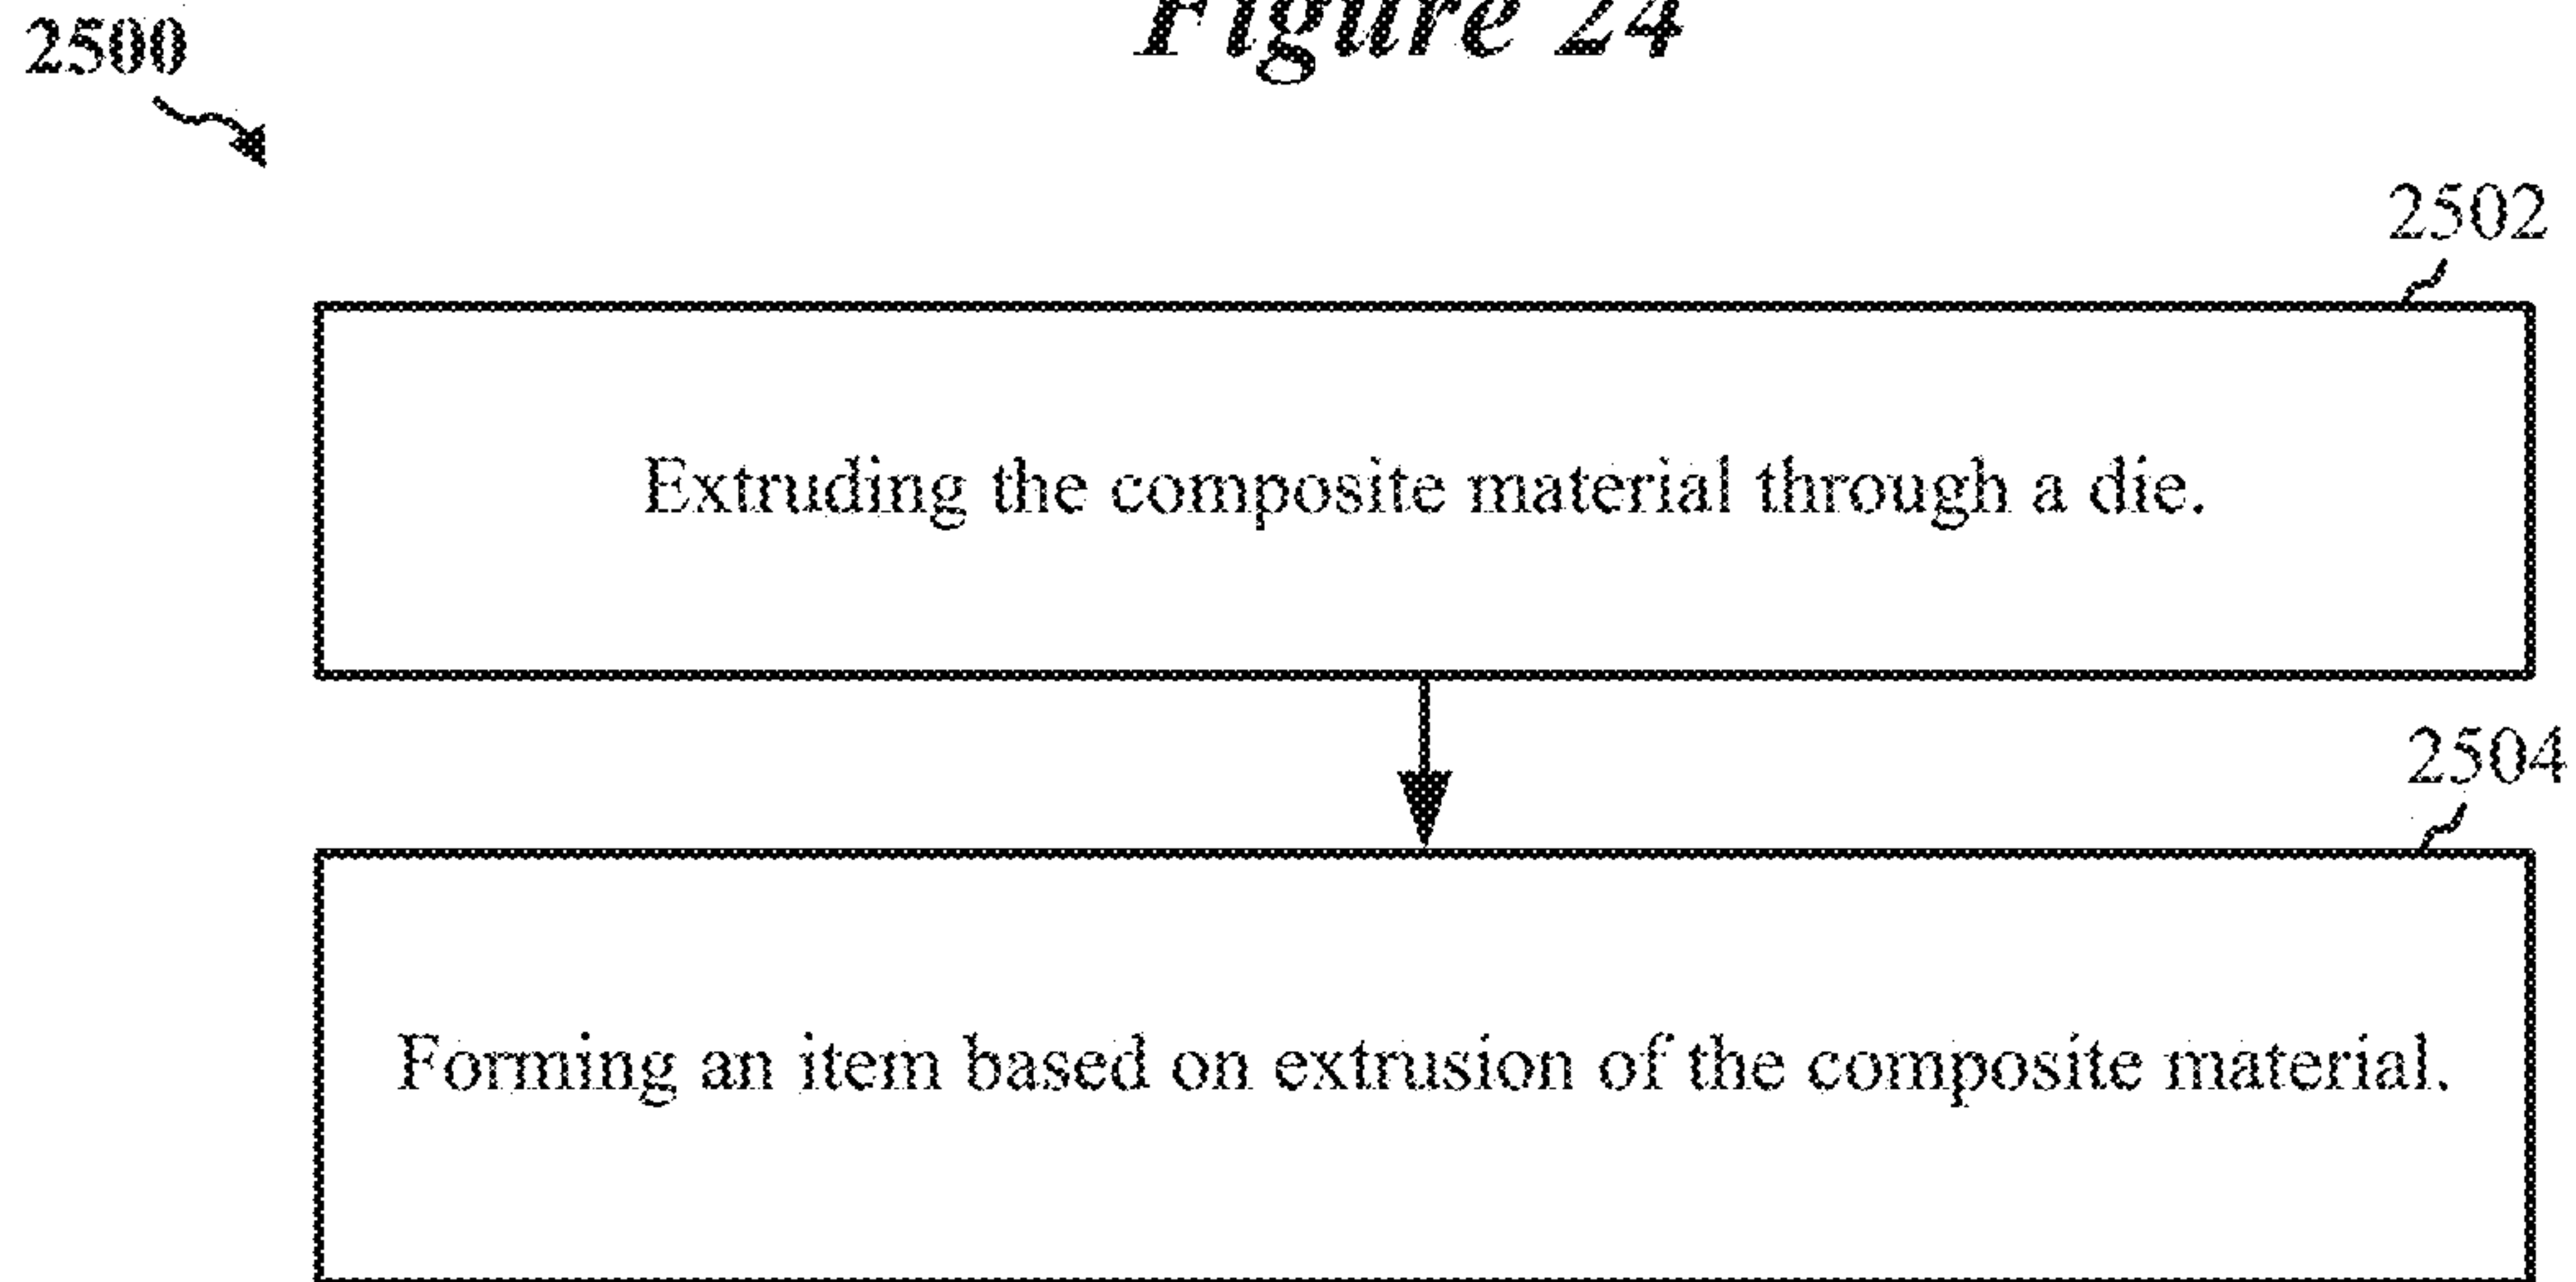 Figure 24
2500
2502
Extruding the composite material through a die.
2504
Forming an item based on extrusion of the composite material.